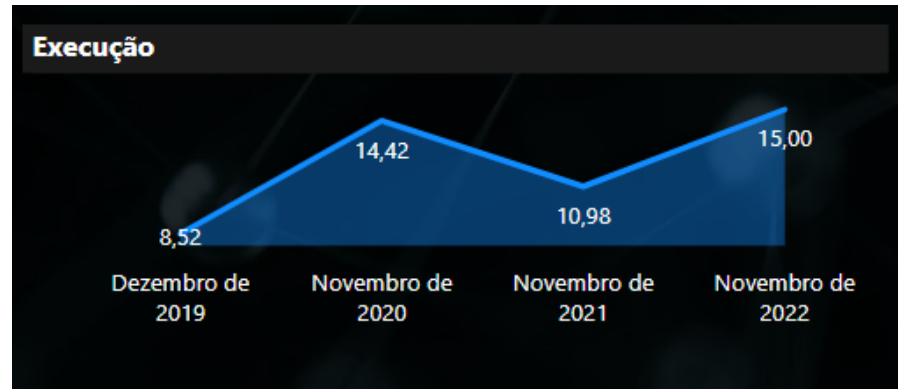 Execução
15,00
14,42
10,98
8,52
Dezembro de
2019
Novembro de
2020
Novembro de
2021
Novembro de
2022